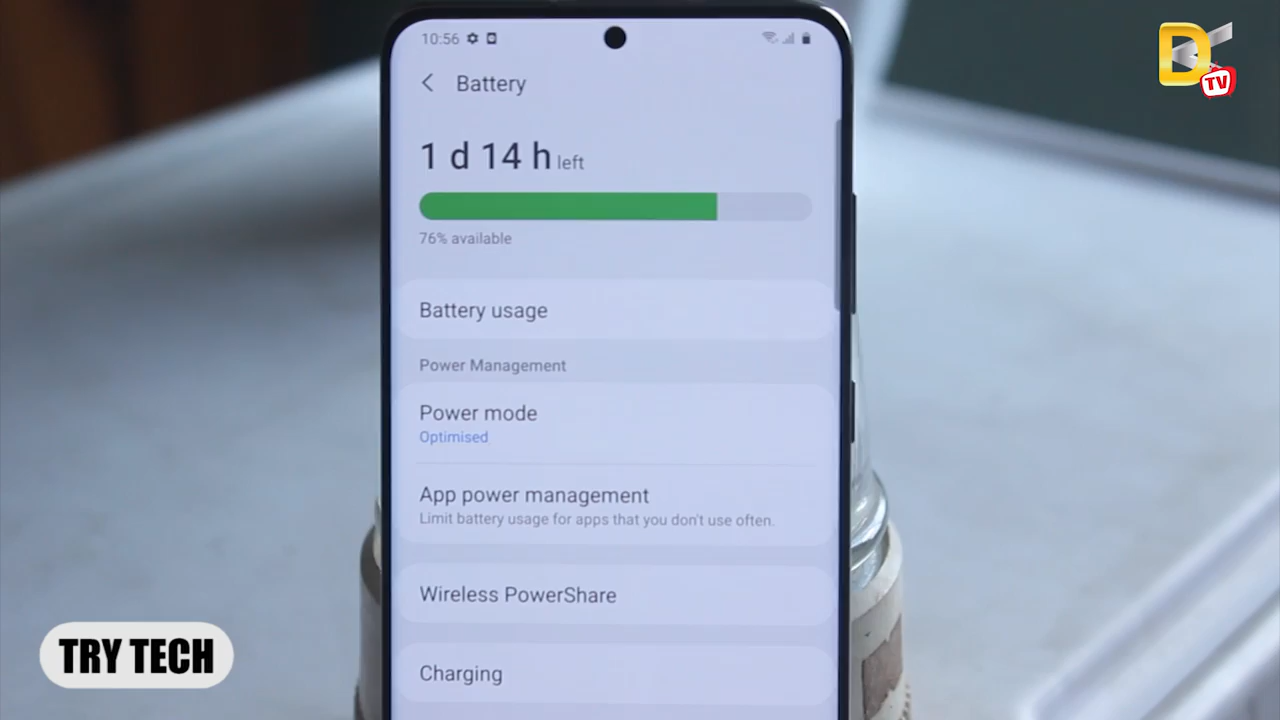 10:56
Battery
1 d 14 h left
76% available
Battery usage
Power Management
Power mode
Optimised
App power management
Limit battery usage for apps that you don't use often.
Wireless PowerShare
Charging
D
TV
TRY TECH